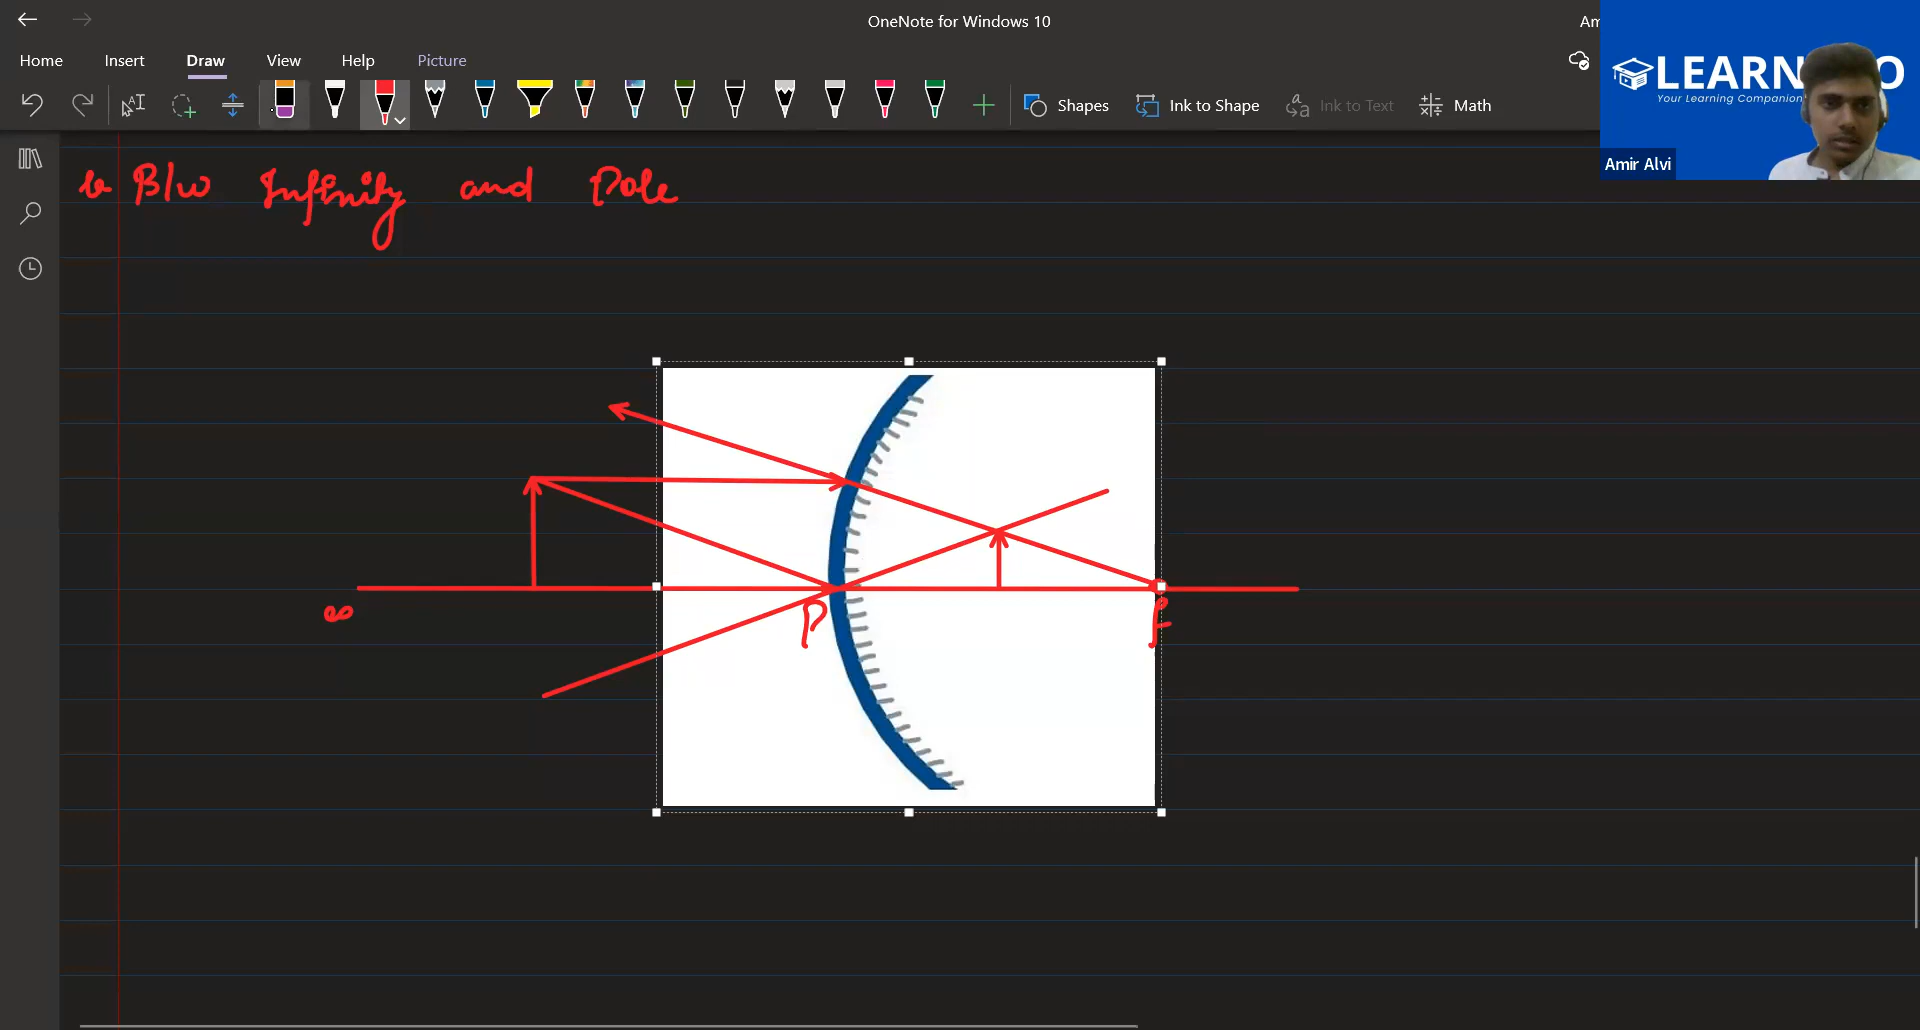 OneNote for Windows 10
Am
Home Insert Draw View Help Picture
Shapes Ink to Shape Ink to Text Math
LEARN O
Your Learning Companion
Amir Alvi
B/w Infinity and Pole
∞
P
F